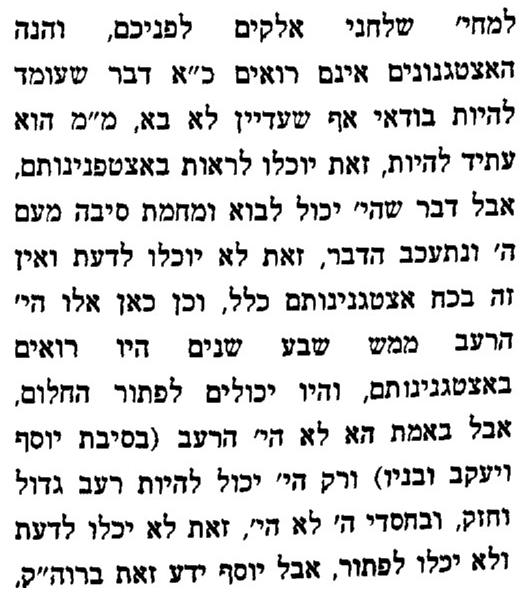 למחי׳ שלחני אלקים לפניכם, והנה
האצטגנונים אינם רואים כ״א דבר שעומד
להיות בודאי אף שעדיין לא בא, מ״מ הוא
עתיד להיות, זאת יוכלו לראות באצטפנינותם,
אבל דבר שהי׳ יכול לבוא ומחמת סיבה מעם
ה׳ ונתעכב הדבר, זאת לא יוכלו לדעת ואין
זה בכח אצטגנינותם כלל, וכן כאן אלו הי׳
הרעב ממש שבע שנים היו רואים
באצטגנינותם, והיו יכולים לפתור החלום,
אבל באמת הא לא הי׳ הרעב (בסיבת יוסף
ויעקב ובניו) ורק הי׳ יכול להיות רעב גדול
וחזק, ובחסדי ה׳ לא הי׳, זאת לא יכלו לדעת
ולא יכלו לפתור, אבל יוסף ידע זאת ברוה״ק,